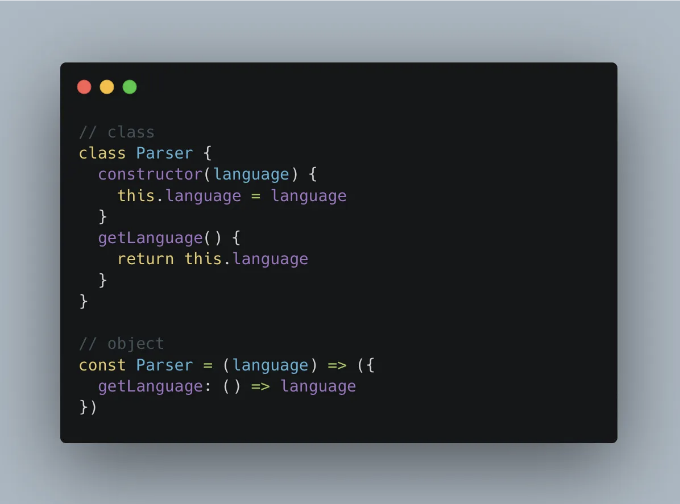 // class
class Parser {
  constructor(language) {
    this.language = language
  }
  getLanguage() {
    return this.language
  }
}

// object
const Parser = (language) => ({
  getLanguage: () => language
})